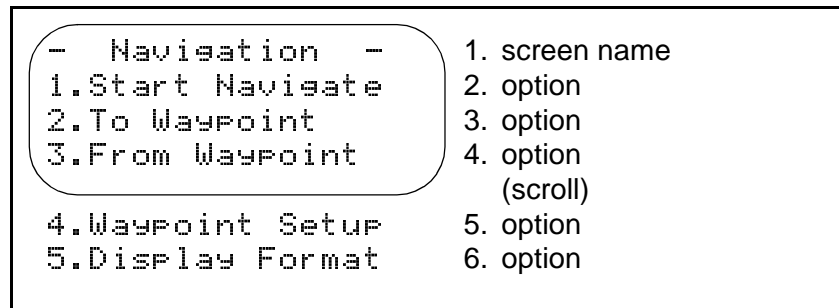 -  Navigation  - 1. screen name
1.Start Navigate 2. option
2.To Waypoint 3. option
3.From Waypoint 4. option
(scroll)
4.Waypoint Setup 5. option
5.Display Format 6. option